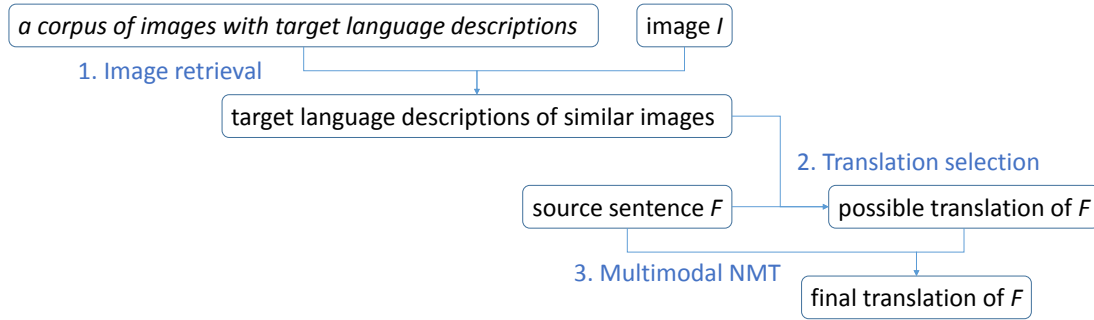 a corpus of images with target language descriptions
image I
1. Image retrieval
target language descriptions of similar images
2. Translation selection
source sentence F
possible translation of F
3. Multimodal NMT
final translation of F